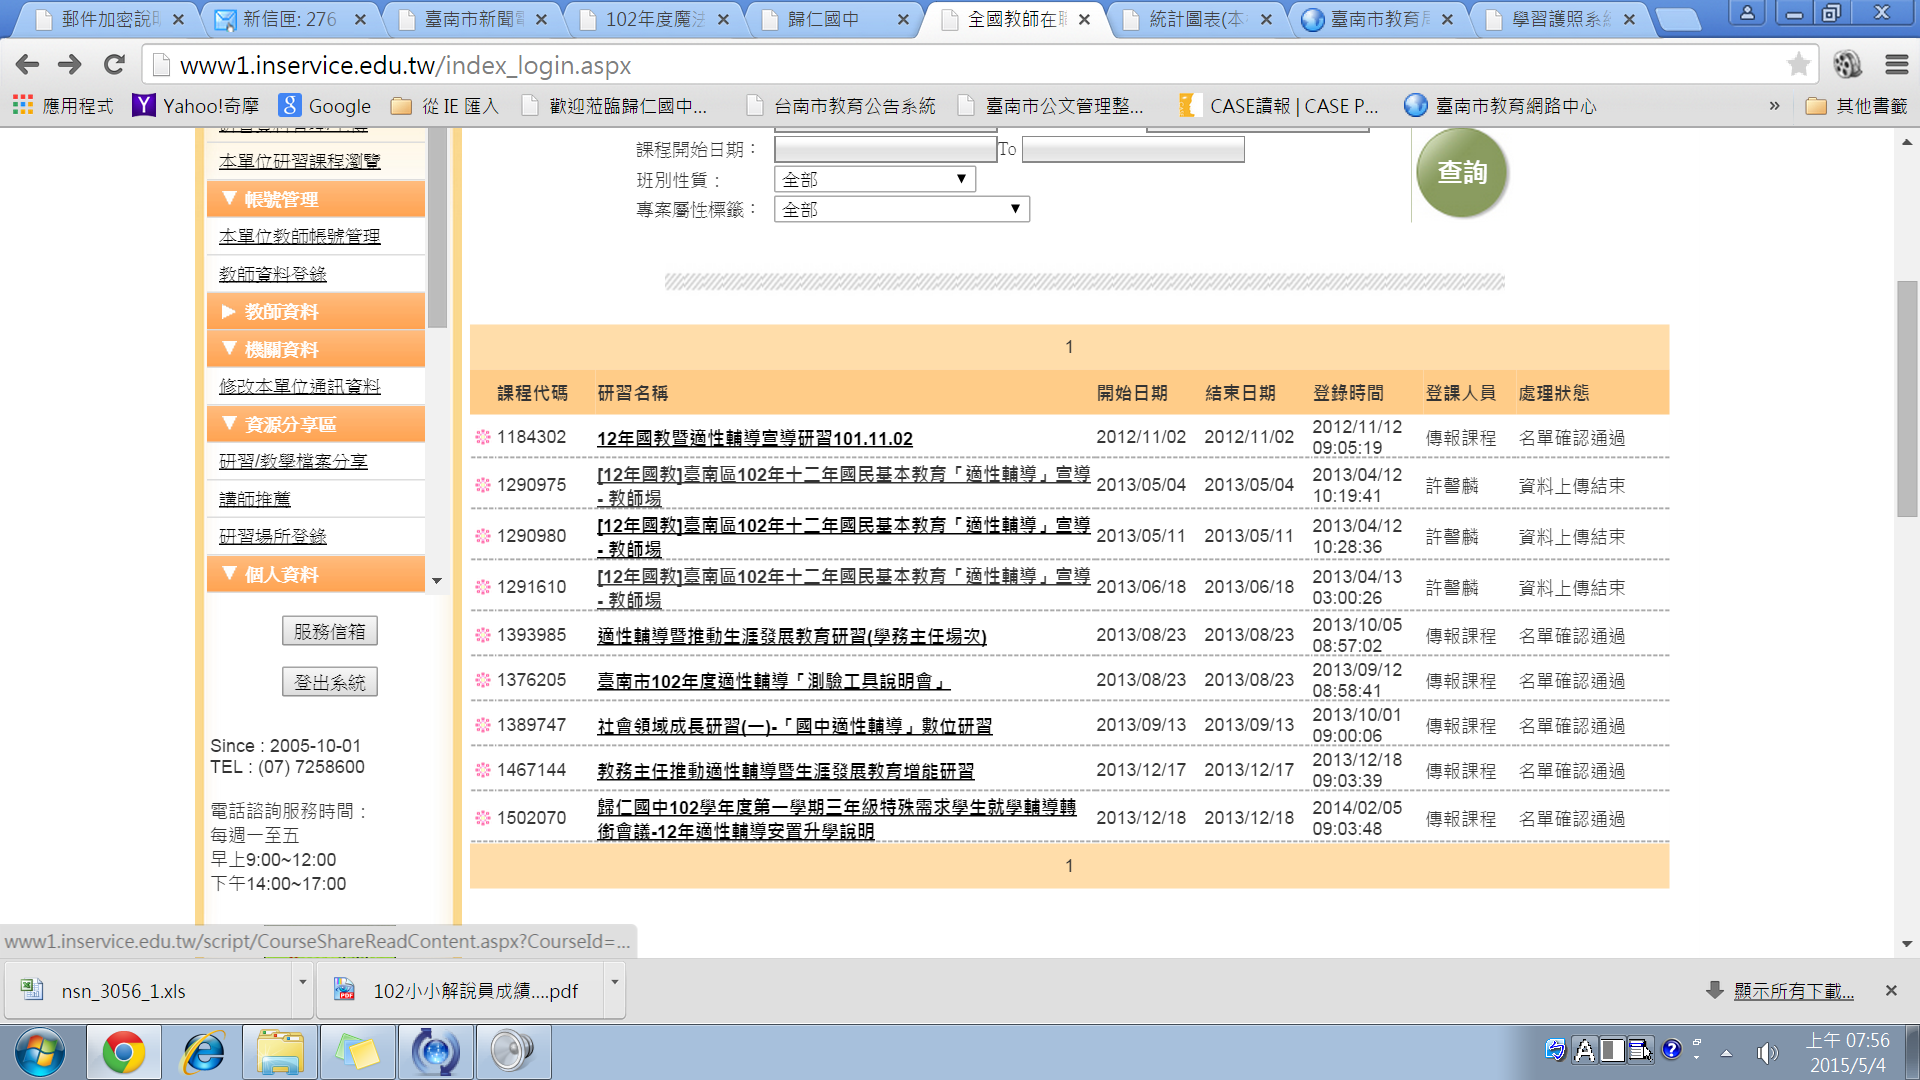 郵件加密說明
新信匣: 276
臺南市新聞電
102年度魔法
歸仁國中
全國教師在職
統計圖表(本
臺南市教育局
學習護照系統
www1.inservice.edu.tw/index_login.aspx
應用程式
Yahoo!奇摩
Google
從 IE 匯入
歡迎蒞臨歸仁國中...
台南市教育公告系統
臺南市公文管理整...
CASE讀報 | CASE P...
臺南市教育網路中心
»
其他書籤
本單位研習課程瀏覽
▼ 帳號管理
本單位教師帳號管理
教師資料登錄
▶ 教師資料
▼ 機關資料
修改本單位通訊資料
▼ 資源分享區
研習/教學檔案分享
講師推薦
研習場所登錄
▼ 個人資料
服務信箱
登出系統
Since : 2005-10-01
TEL : (07) 7258600
電話諮詢服務時間：
每週一至五
早上9:00~12:00
下午14:00~17:00
課程開始日期： To
班別性質： 全部
專案屬性標籤： 全部
查詢
1
課程代碼 研習名稱 開始日期 結束日期 登錄時間 登課人員 處理狀態
1184302 12年國教暨適性輔導宣導研習101.11.02 2012/11/02 2012/11/02 2012/11/12 09:05:19 傳報課程 名單確認通過
1290975 [12年國教]臺南區102年十二年國民基本教育「適性輔導」宣導 - 教師場 2013/05/04 2013/05/04 2013/04/12 10:19:41 許馨麟 資料上傳結束
1290980 [12年國教]臺南區102年十二年國民基本教育「適性輔導」宣導 - 教師場 2013/05/11 2013/05/11 2013/04/12 10:28:36 許馨麟 資料上傳結束
1291610 [12年國教]臺南區102年十二年國民基本教育「適性輔導」宣導 - 教師場 2013/06/18 2013/06/18 2013/04/13 03:00:26 許馨麟 資料上傳結束
1393985 適性輔導暨推動生涯發展教育研習(學務主任場次) 2013/08/23 2013/08/23 2013/10/05 08:57:02 傳報課程 名單確認通過
1376205 臺南市102年度適性輔導「測驗工具說明會」 2013/08/23 2013/08/23 2013/09/12 08:58:41 傳報課程 名單確認通過
1389747 社會領域成長研習(一)-「國中適性輔導」數位研習 2013/09/13 2013/09/13 2013/10/01 09:00:06 傳報課程 名單確認通過
1467144 教務主任推動適性輔導暨生涯發展教育增能研習 2013/12/17 2013/12/17 2013/12/18 09:03:39 傳報課程 名單確認通過
1502070 歸仁國中102學年度第一學期三年級特殊需求學生就學輔導轉銜會議-12年適性輔導安置升學說明 2013/12/18 2013/12/18 2014/02/05 09:03:48 傳報課程 名單確認通過
1
www1.inservice.edu.tw/script/CourseShareReadContent.aspx?CourseId=...
nsn_3056_1.xls
102小小解說員成績....pdf
顯示所有下載...
上午 07:56
2015/5/4